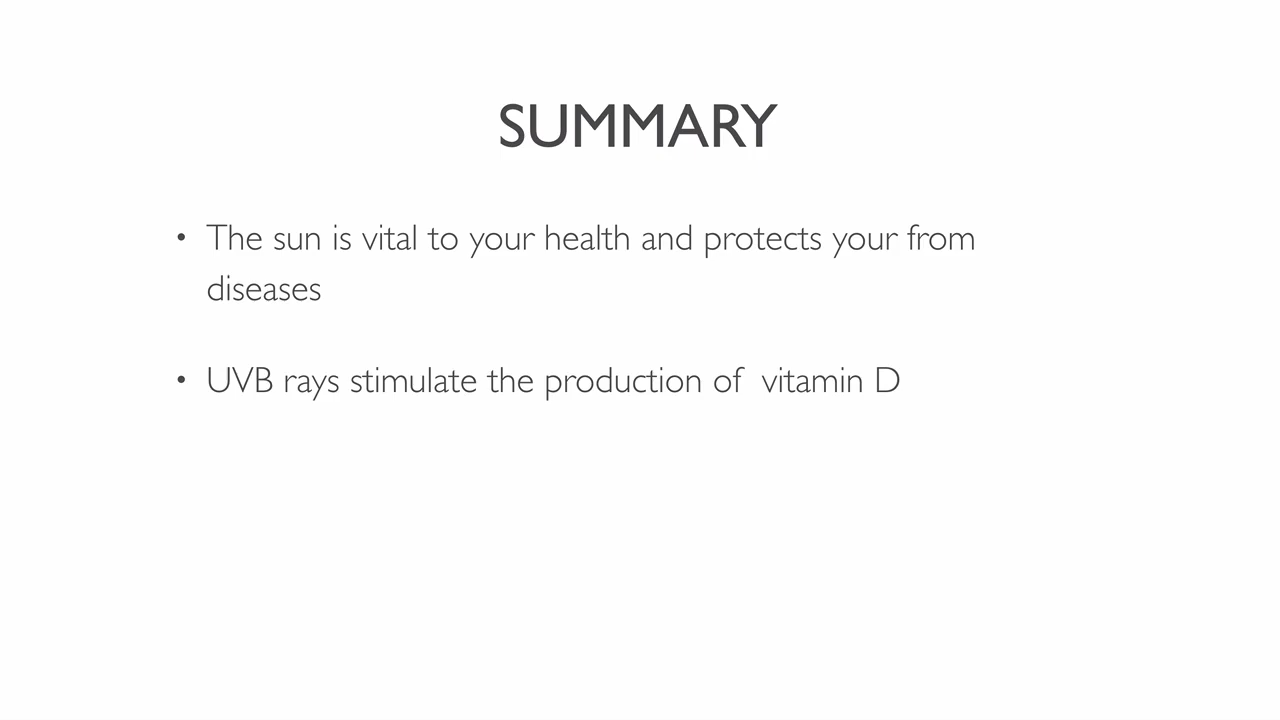 SUMMARY
• The sun is vital to your health and protects your from
diseases
• UVB rays stimulate the production of  vitamin D